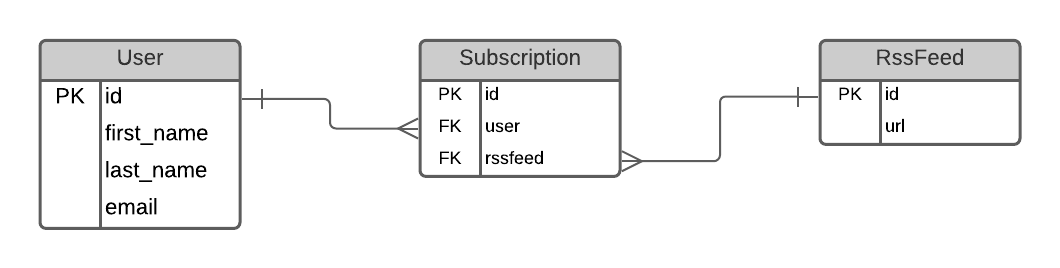 User
PK id
first_name
last_name
email
Subscription
PK id
FK user
FK rssfeed
RssFeed
PK id
url